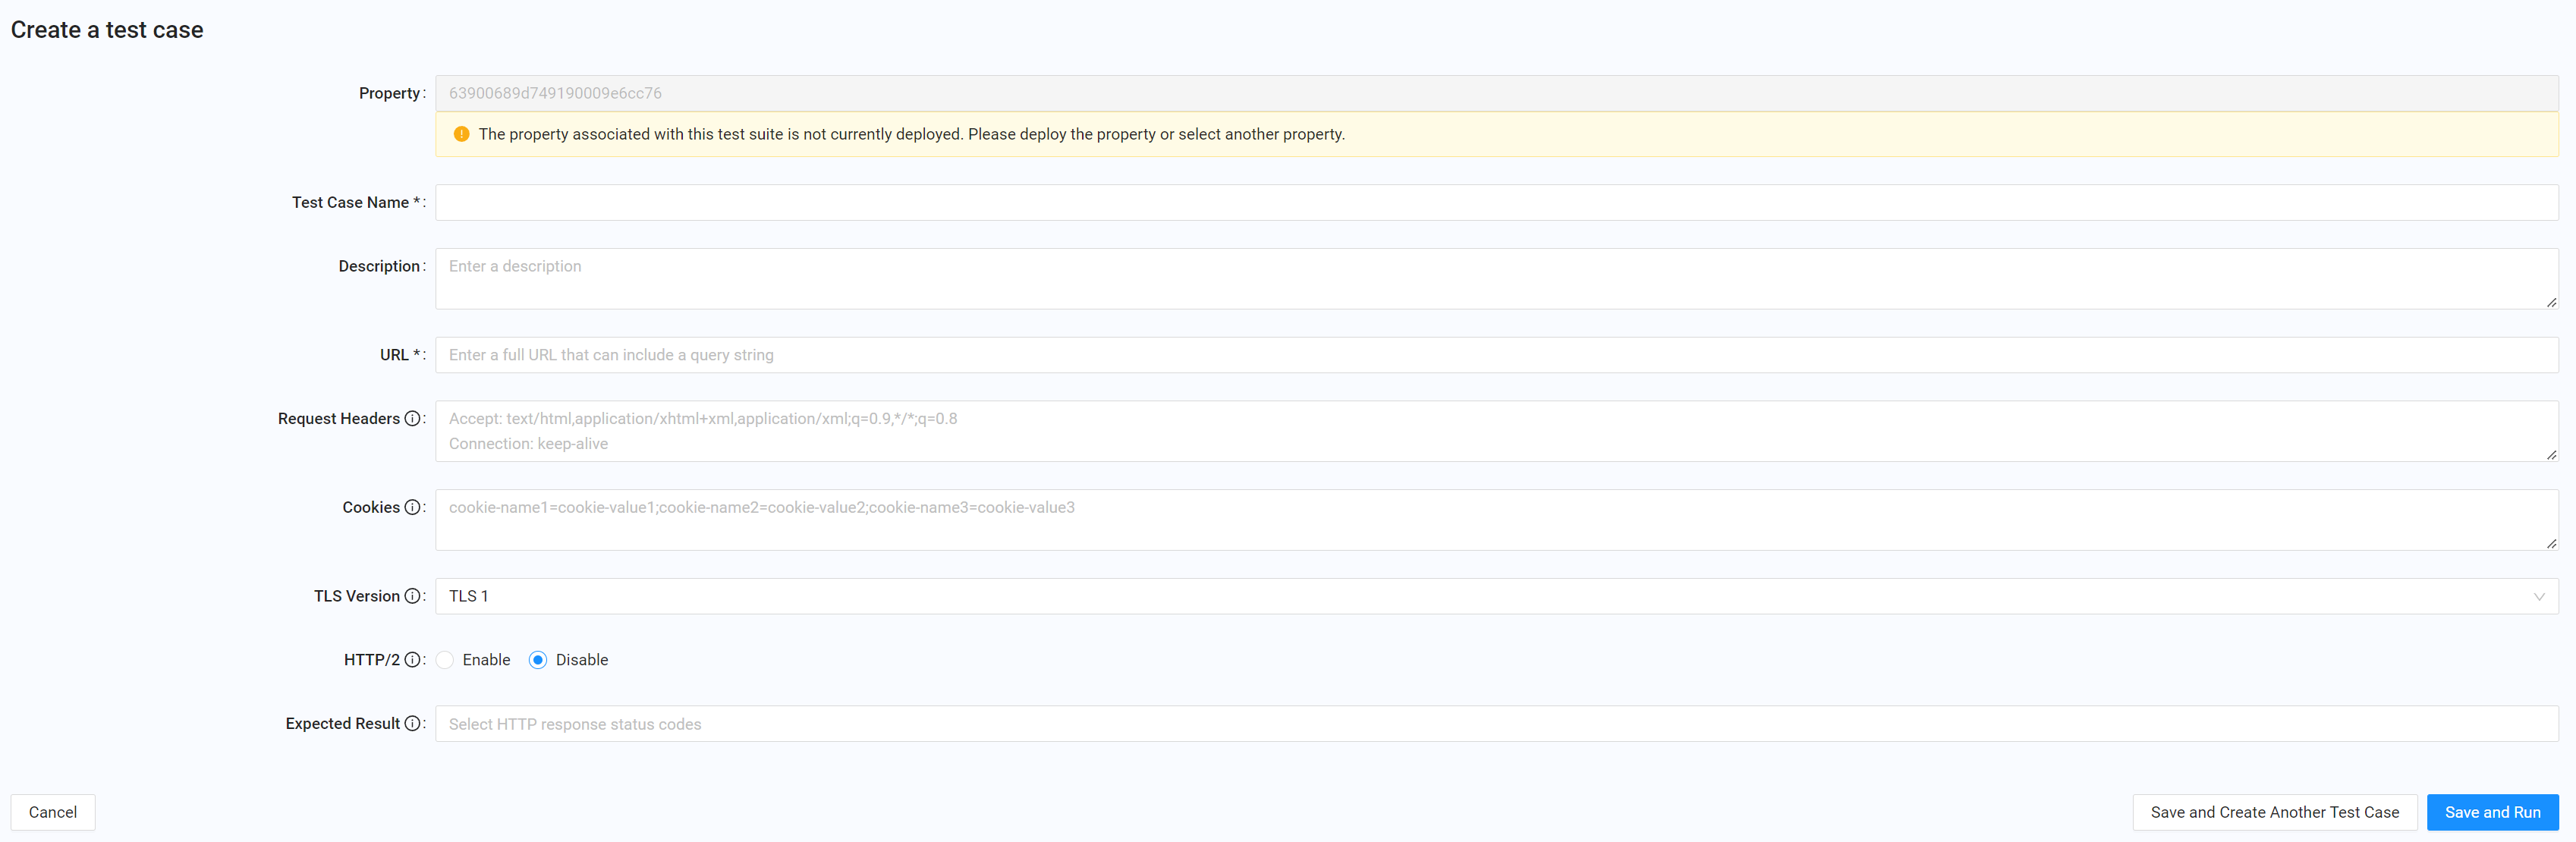 Create a test case
Property: 63900689d749190009e6cc76
The property associated with this test suite is not currently deployed. Please deploy the property or select another property.
Test Case Name *:
Description: Enter a description
URL *: Enter a full URL that can include a query string
Request Headers: Accept: text/html,application/xhtml+xml,application/xml;q=0.9,*/*;q=0.8
Connection: keep-alive
Cookies: cookie-name1=cookie-value1;cookie-name2=cookie-value2;cookie-name3=cookie-value3
TLS Version: TLS 1
HTTP/2: Enable Disable
Expected Result: Select HTTP response status codes
Cancel Save and Create Another Test Case Save and Run